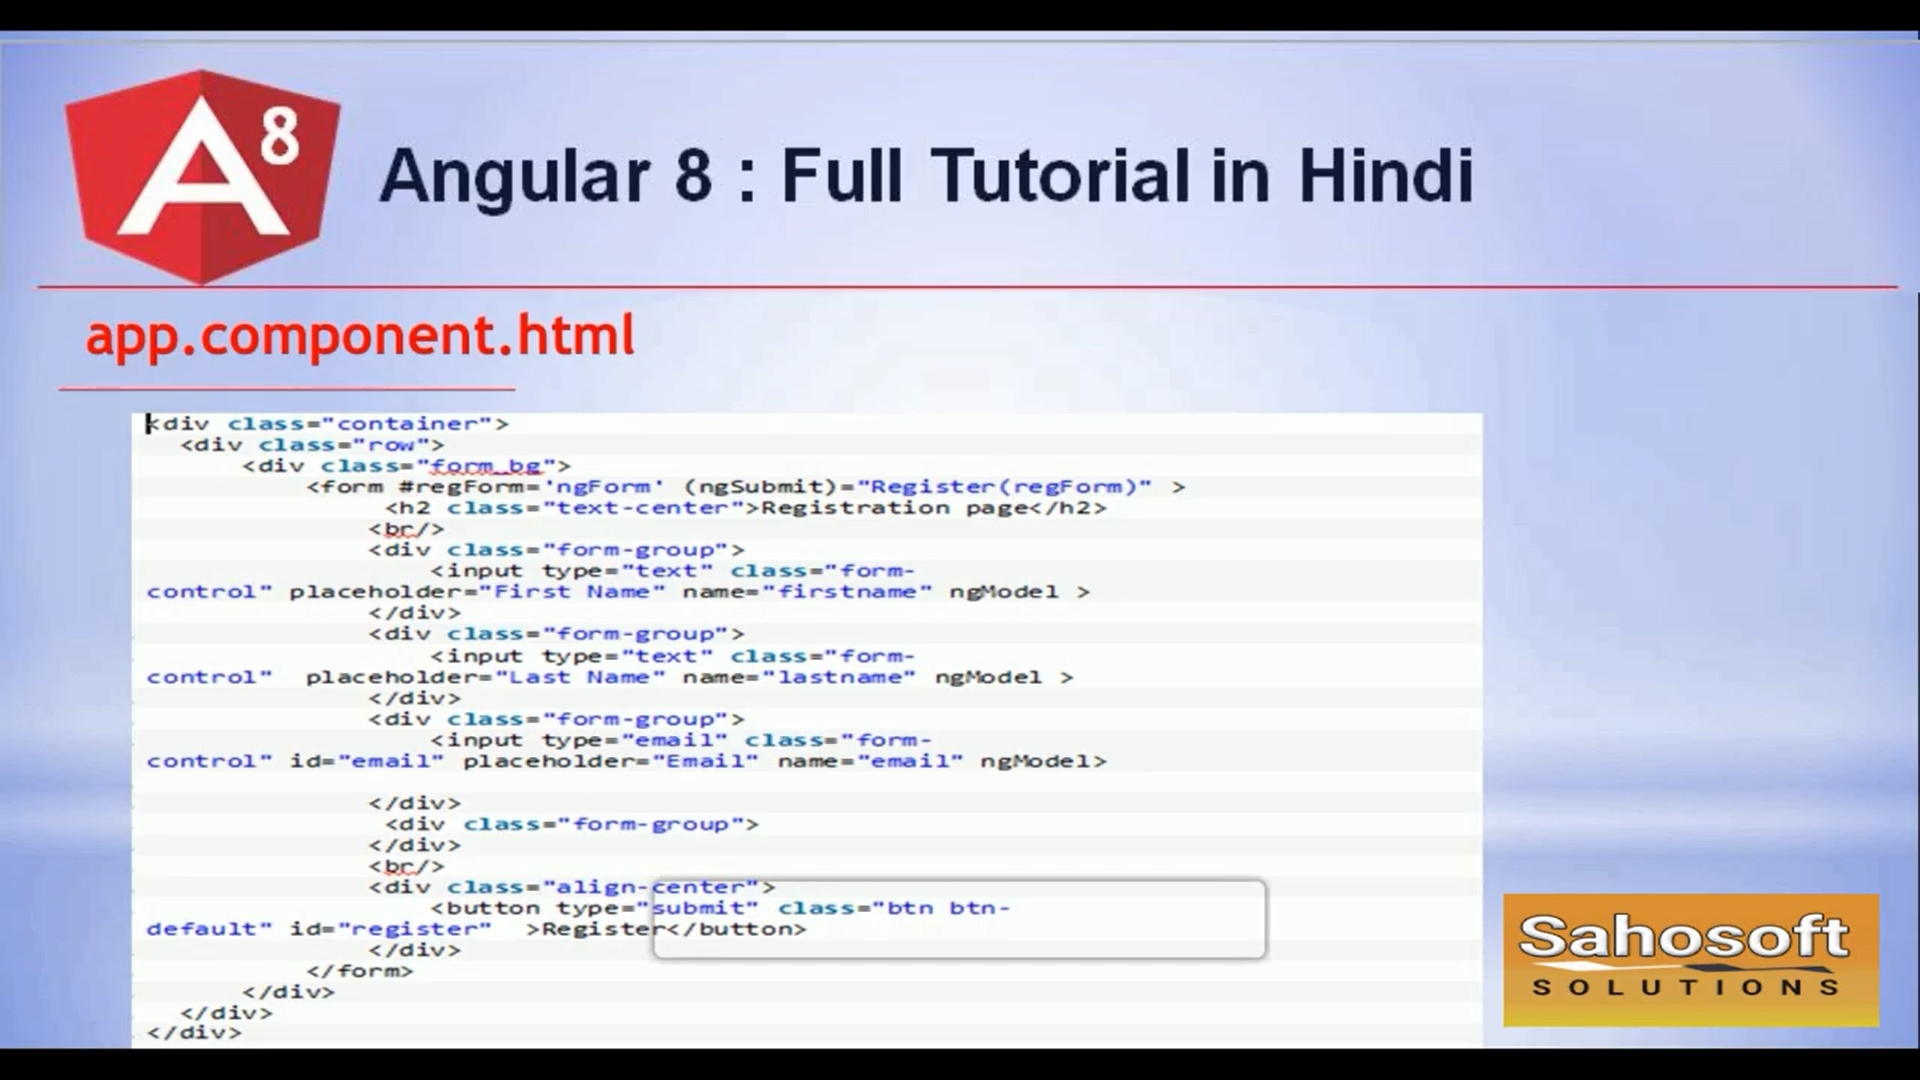 A8
Angular 8 : Full Tutorial in Hindi
app.component.html
<div class="container">
<div class="row">
<div class="form_bg">
<form #regForm='ngForm' (ngSubmit)="Register(regForm)" >
<h2 class="text-center">Registration page</h2>
<br/>
<div class="form-group">
<input type="text" class="form-
control" placeholder="First Name" name="firstname" ngModel >
</div>
<div class="form-group">
<input type="text" class="form-
control"  placeholder="Last Name" name="lastname" ngModel >
</div>
<div class="form-group">
<input type="email" class="form-
control" id="email" placeholder="Email" name="email" ngModel>
</div>
<div class="form-group">
</div>
<br/>
<div class="align-center">
<button type="submit" class="btn btn-
default" id="register"  >Register</button>
</div>
</form>
</div>
</div>
</div>
Sahosoft
SOLUTIONS